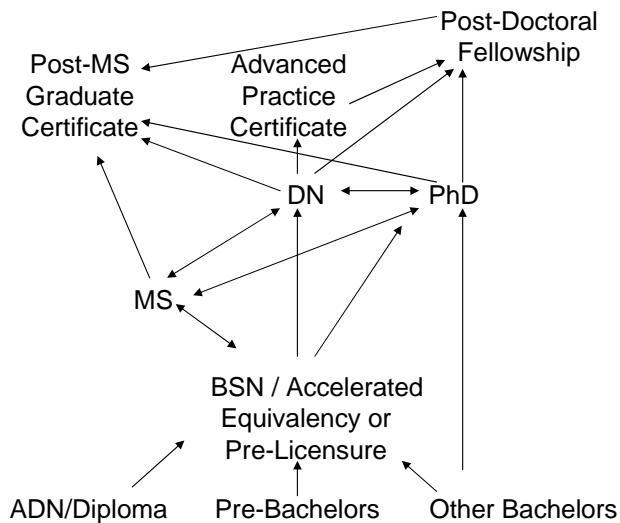 Post-Doctoral
Fellowship
Post-MS
Graduate
Certificate
Advanced
Practice
Certificate
DN
PhD
MS
BSN / Accelerated
Equivalency or
Pre-Licensure
ADN/Diploma
Pre-Bachelors
Other Bachelors